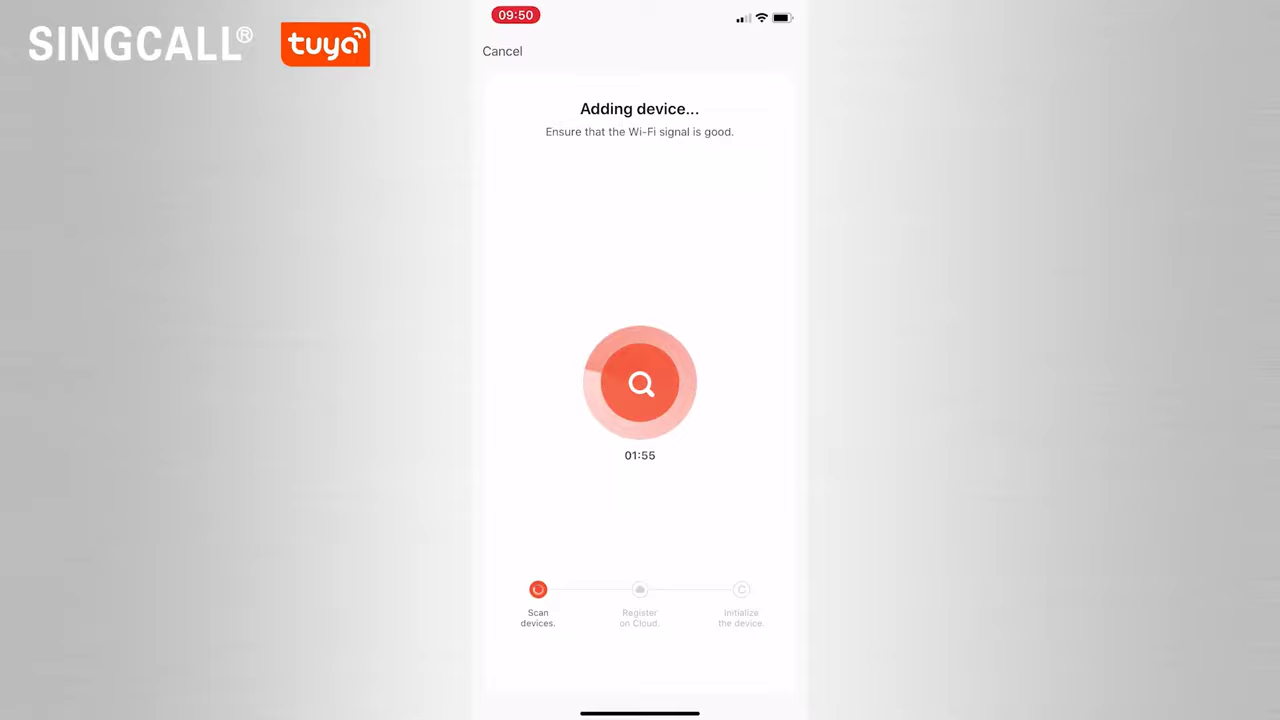 SINGCALL®
tuya
09:50
Cancel
Adding device...
Ensure that the Wi-Fi signal is good.
01:55
Scan
devices.
Register
on Cloud.
Initialize
the device.